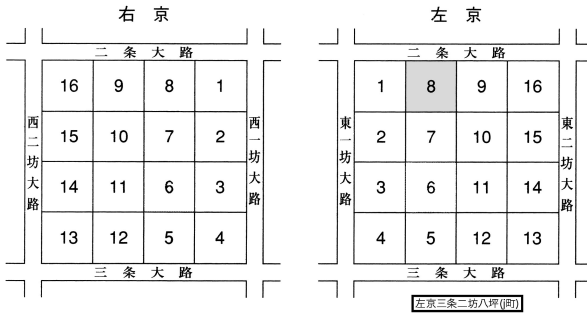 右京
左京
二条大路
二条大路
16 9 8 1
15 10 7 2
14 11 6 3
13 12 5 4
西二坊大路
西一坊大路
1 8 9 16
2 7 10 15
3 6 11 14
4 5 12 13
東一坊大路
東二坊大路
三条大路
三条大路
左京三条二坊八坪(町)